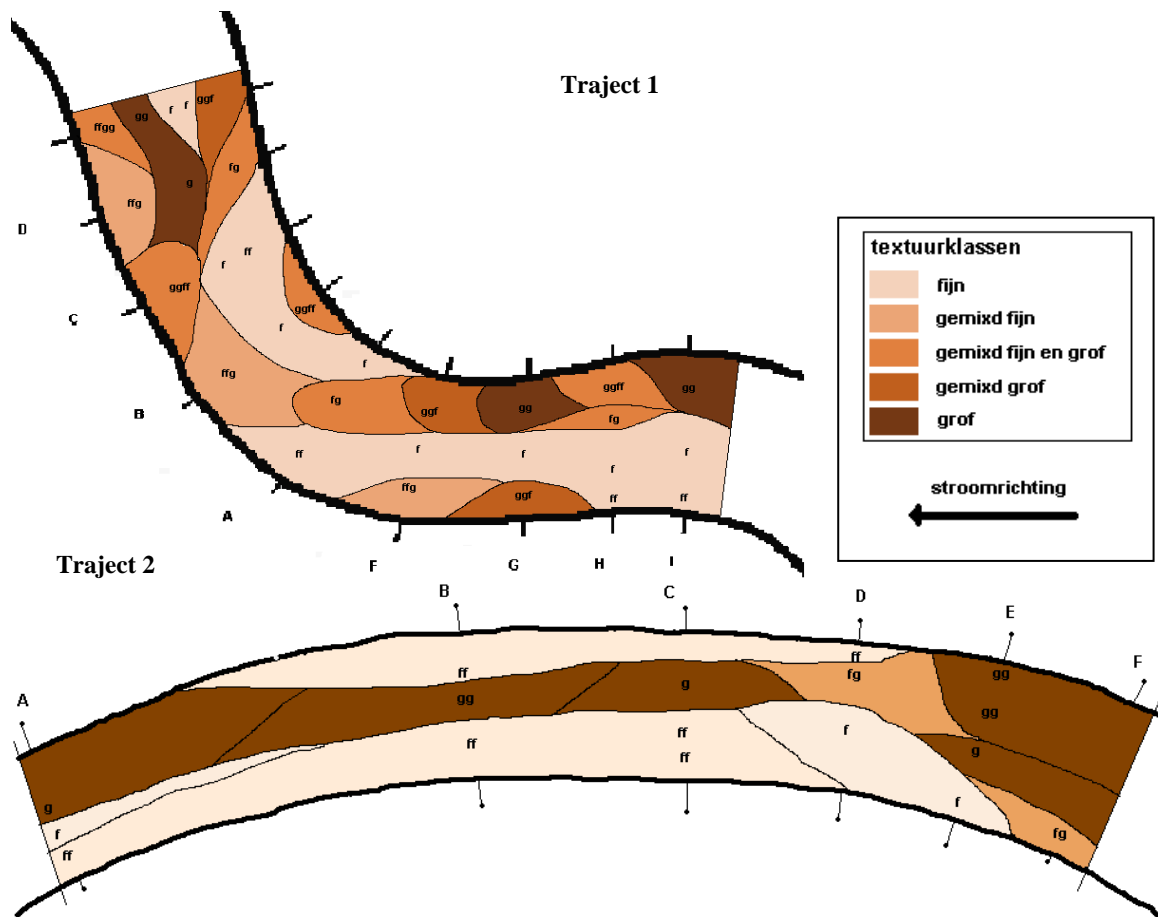 Traject 1
ffgg gg f f ggf
ffg g fg
D
ff
f
ggff
ggff
C
f
ffg
B
fg ggf gg ggff gg
fg
ff f f f f
ffg ggf ff ff
A
F G H I
textuurklassen
fijn
gemixd fijn
gemixd fijn en grof
gemixd grof
grof
stroomrichting
Traject 2
A B C D E F
ff ff gg
gg g fg gg
ff f g
ff
g
f f fg
ff